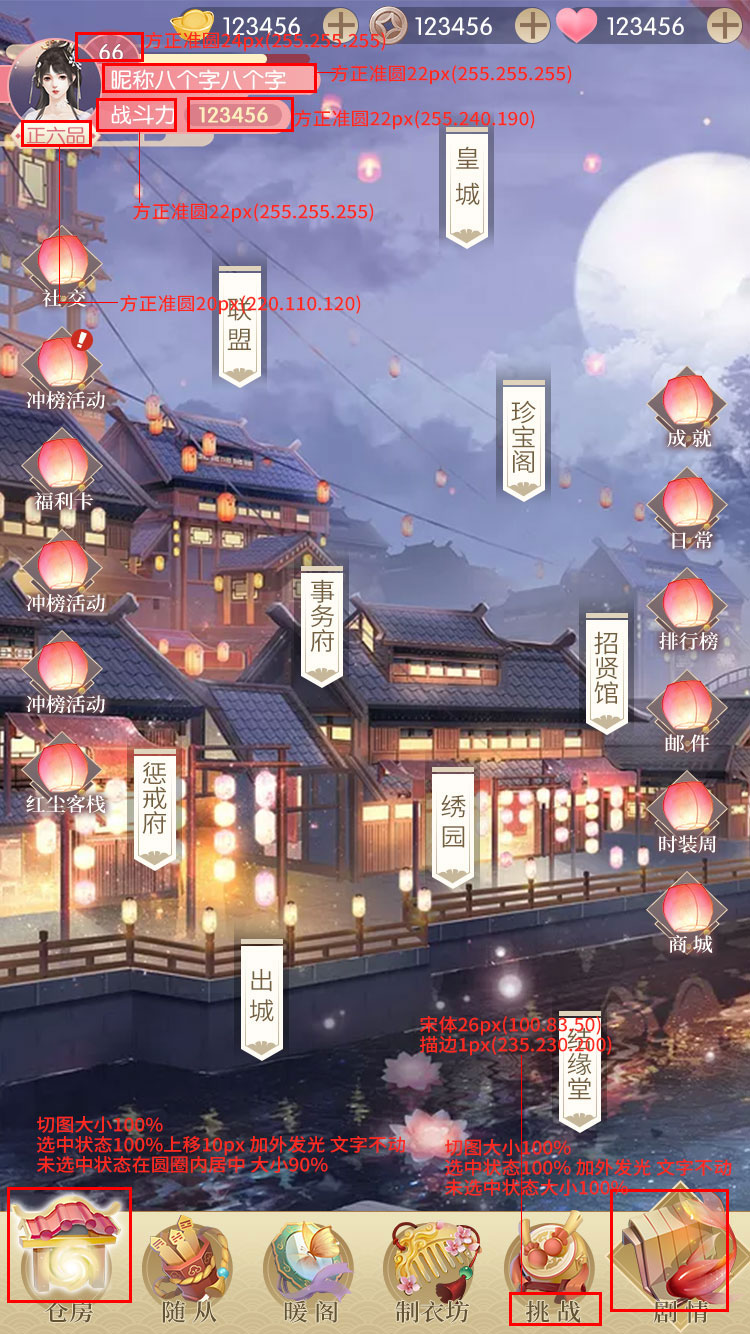 123456
123456
123456
66
方正准圆24px(255.255.255)
昵称八个字八个字
方正准圆22px(255.255.255)
战斗力
123456
方正准圆22px(255.240.190)
正六品
皇城
方正准圆22px(255.255.255)
社交
方正准圆20px(220.110.120)
联盟
冲榜活动
珍宝阁
成就
福利卡
日常
冲榜活动
事务府
招贤馆
排行榜
冲榜活动
邮件
惩戒府
绣园
红尘客栈
时装周
商城
出城
宋体26px(100.83.50)
描边1px(235.230.200)
结缘堂
切图大小100%
选中状态100%上移10px 加外发光 文字不动
未选中状态在圆圈内居中 大小90%
切图大小100%
选中状态100% 加外发光 文字不动
未选中状态大小100%
仓房
随从
暖阁
制衣坊
挑战
剧情